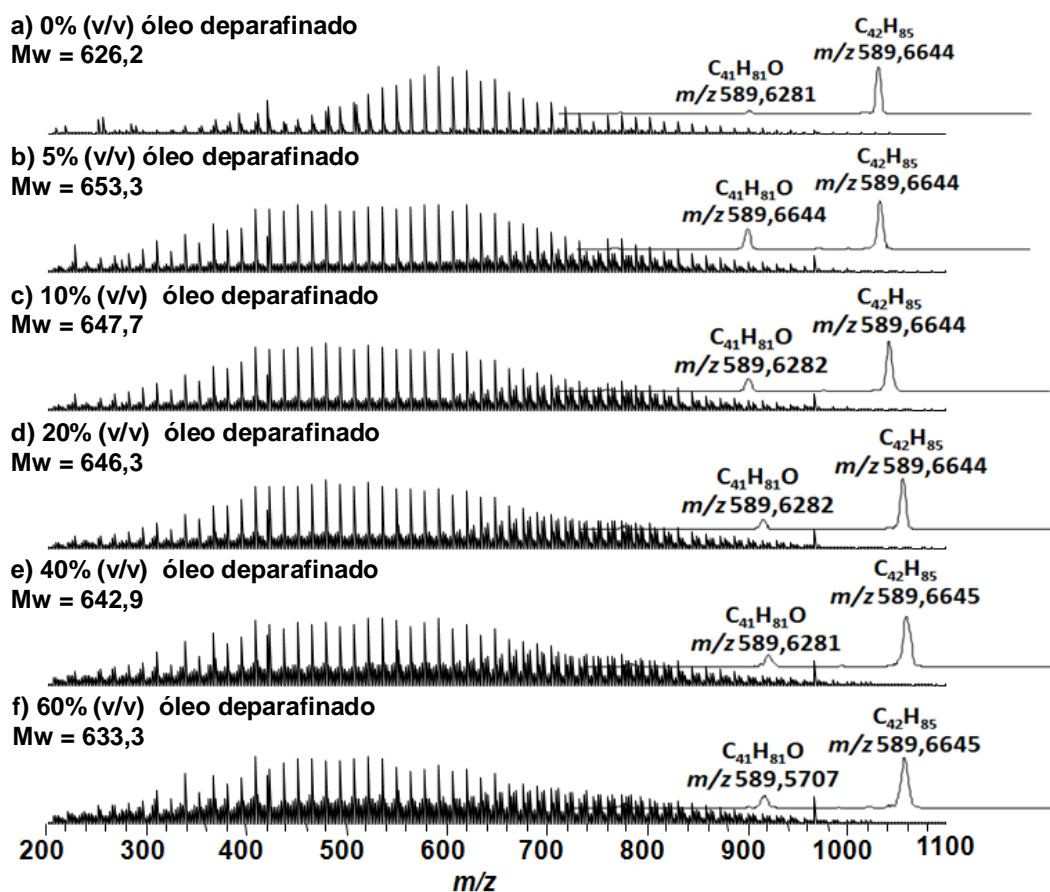 a) 0% (v/v) óleo deparafinado
Mw = 626,2
C₄₁H₈₁O
m/z 589,6281
C₄₂H₈₅
m/z 589,6644
b) 5% (v/v) óleo deparafinado
Mw = 653,3
C₄₁H₈₁O
m/z 589,6644
C₄₂H₈₅
m/z 589,6644
c) 10% (v/v) óleo deparafinado
Mw = 647,7
C₄₁H₈₁O
m/z 589,6282
C₄₂H₈₅
m/z 589,6644
d) 20% (v/v) óleo deparafinado
Mw = 646,3
C₄₁H₈₁O
m/z 589,6282
C₄₂H₈₅
m/z 589,6644
e) 40% (v/v) óleo deparafinado
Mw = 642,9
C₄₁H₈₁O
m/z 589,6281
C₄₂H₈₅
m/z 589,6645
f) 60% (v/v) óleo deparafinado
Mw = 633,3
C₄₁H₈₁O
m/z 589,5707
C₄₂H₈₅
m/z 589,6645
200 300 400 500 600 700 800 900 1000 1100
m/z